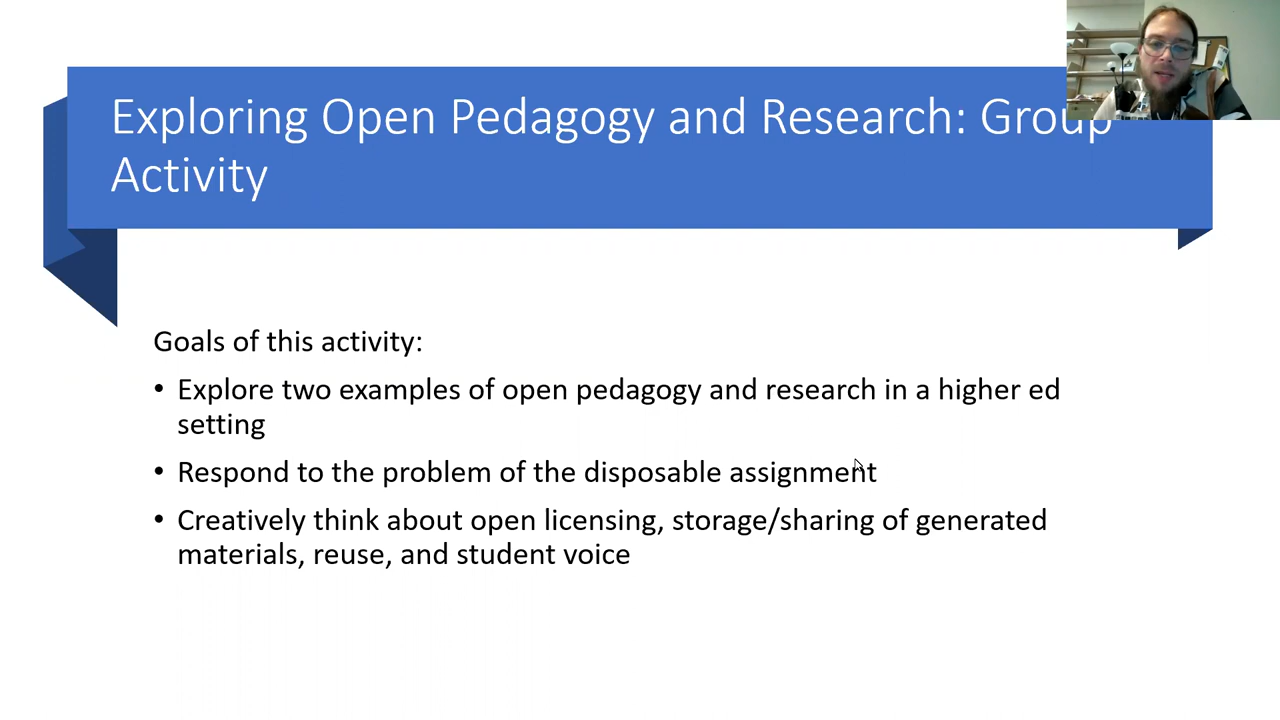 Exploring Open Pedagogy and Research: Group
Activity
Goals of this activity:
• Explore two examples of open pedagogy and research in a higher ed
setting
• Respond to the problem of the disposable assignment
• Creatively think about open licensing, storage/sharing of generated
materials, reuse, and student voice